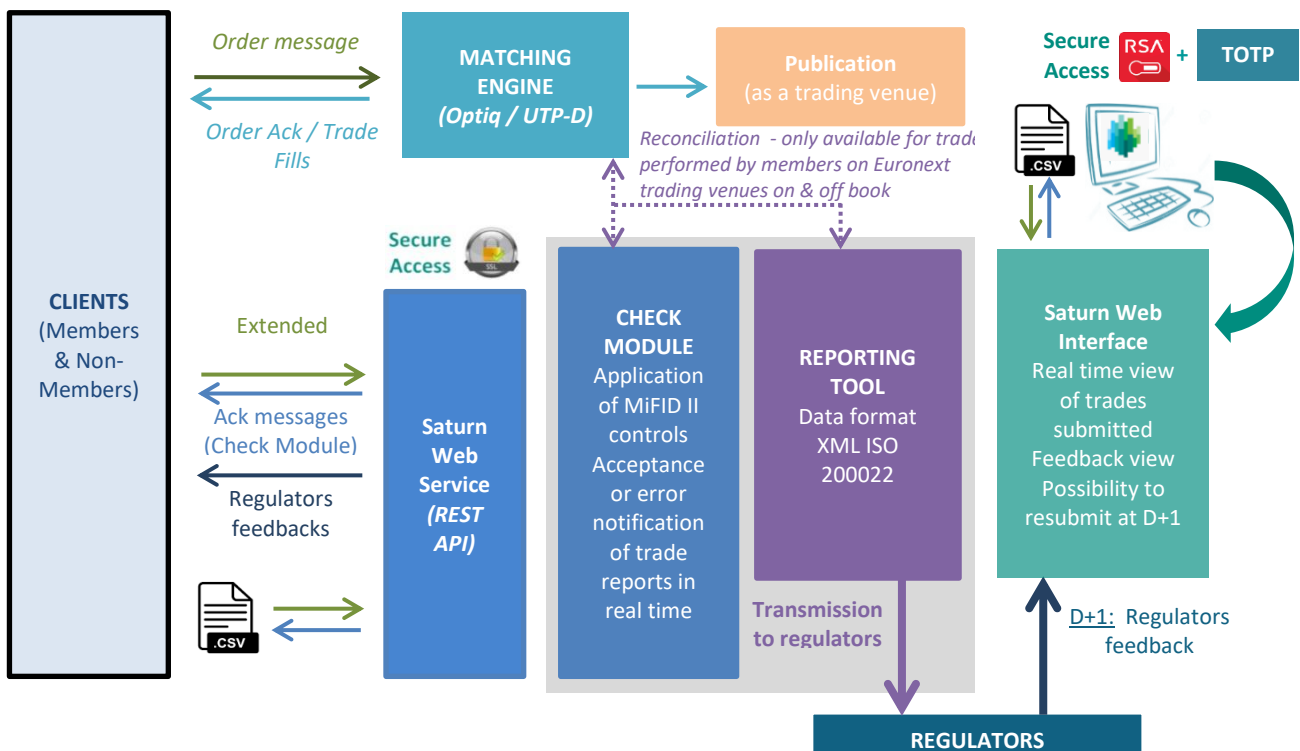 Order message
Order Ack / Trade
Fills
MATCHING
ENGINE
(Optiq / UTP-D)
Publication
(as a trading venue)
Secure
Access
RSA
+
TOTP
.CSV
Reconciliation - only available for trade
performed by members on Euronext
trading venues on & off book
CLIENTS
(Members
& Non-
Members)
Secure
Access
SSL
Extended
Ack messages
(Check Module)
Regulators
feedbacks
.CSV
Saturn
Web
Service
(REST
API)
CHECK
MODULE
Application
of MiFID II
controls
Acceptance
or error
notification
of trade
reports in
real time
REPORTING
TOOL
Data format
XML ISO
200022
Transmission
to regulators
Saturn Web
Interface
Real time view
of trades
submitted
Feedback view
Possibility to
resubmit at D+1
D+1: Regulators
feedback
REGULATORS